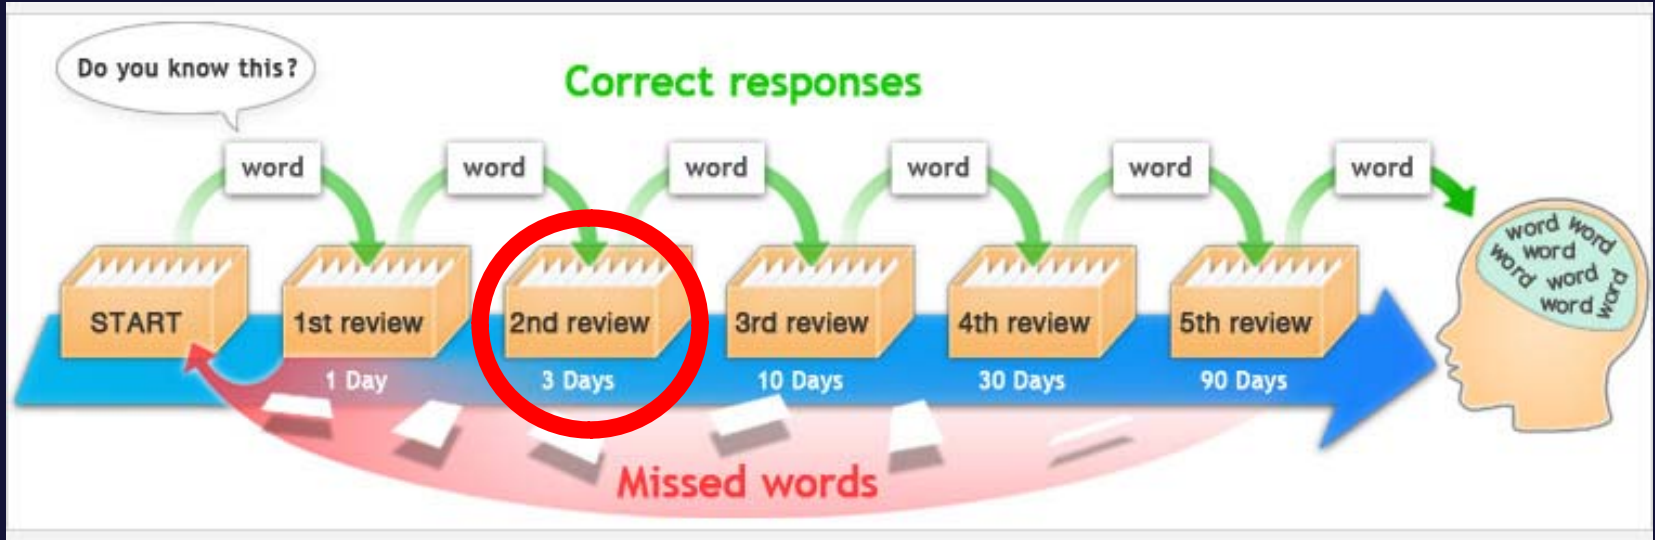 Do you know this?
Correct responses
word word word word word word
START 1st review 2nd review 3rd review 4th review 5th review
1 Day 3 Days 10 Days 30 Days 90 Days
Missed words
word word
word
word word word
word